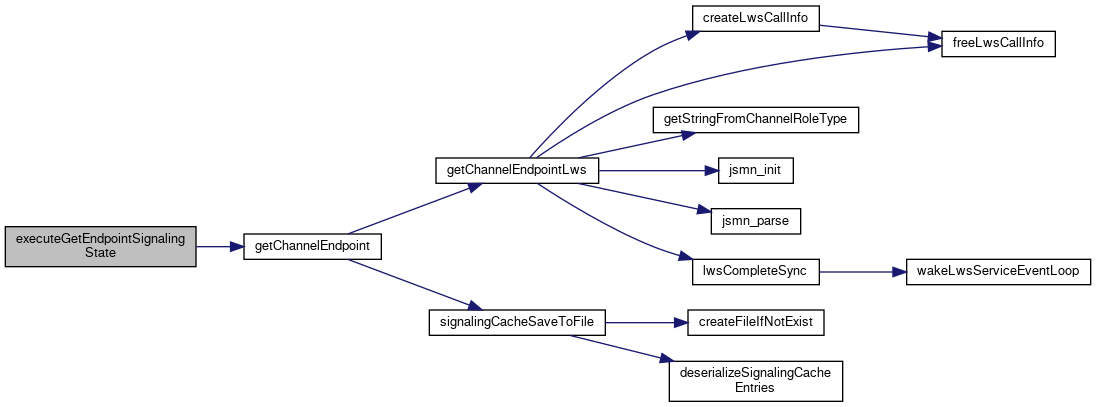 createLwsCallInfo
freeLwsCallInfo
getStringFromChannelRoleType
getChannelEndpointLws
jsmn_init
jsmn_parse
executeGetEndpointSignaling
State
getChannelEndpoint
lwsCompleteSync
wakeLwsServiceEventLoop
signalingCacheSaveToFile
createFileIfNotExist
deserializeSignalingCache
Entries